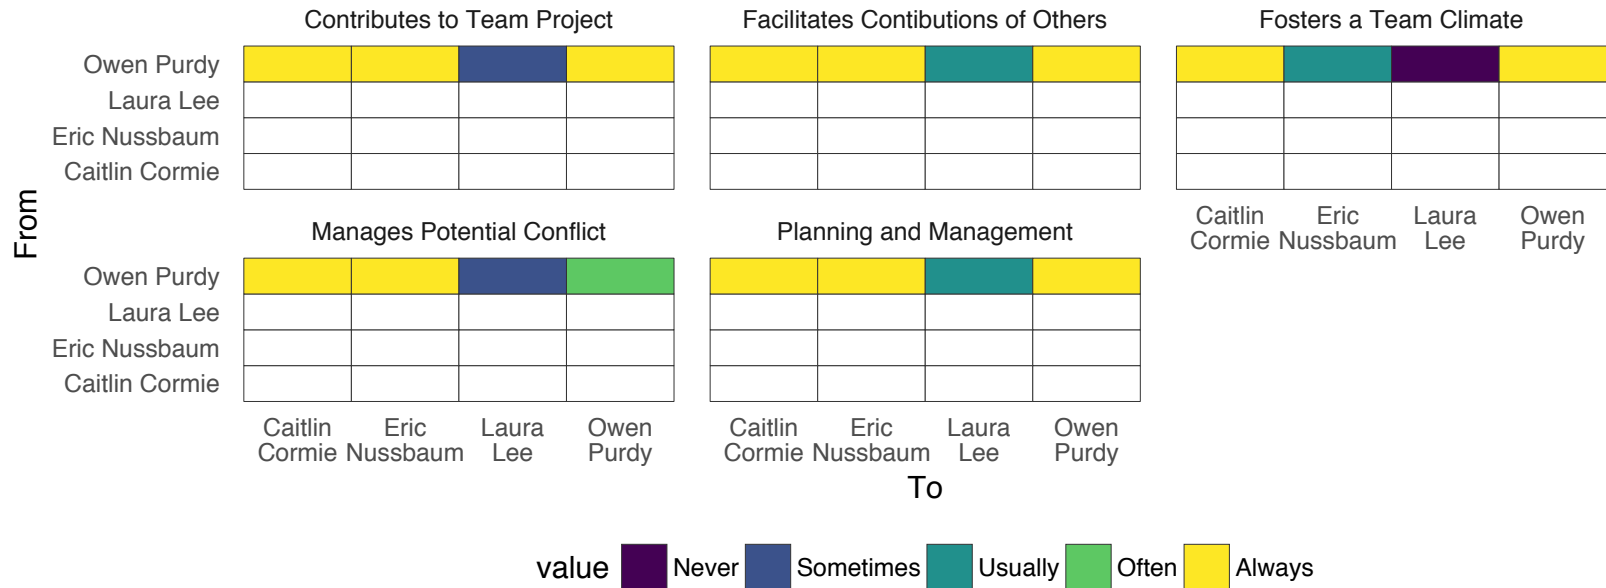 Contributes to Team Project
Facilitates Contibutions of Others
Fosters a Team Climate
Owen Purdy
Laura Lee
Eric Nussbaum
Caitlin Cormie
Caitlin Cormie
Eric Nussbaum
Laura Lee
Owen Purdy
From
Manages Potential Conflict
Planning and Management
Owen Purdy
Laura Lee
Eric Nussbaum
Caitlin Cormie
Caitlin Cormie
Eric Nussbaum
Laura Lee
Owen Purdy
Caitlin Cormie
Eric Nussbaum
Laura Lee
Owen Purdy
To
value Never Sometimes Usually Often Always